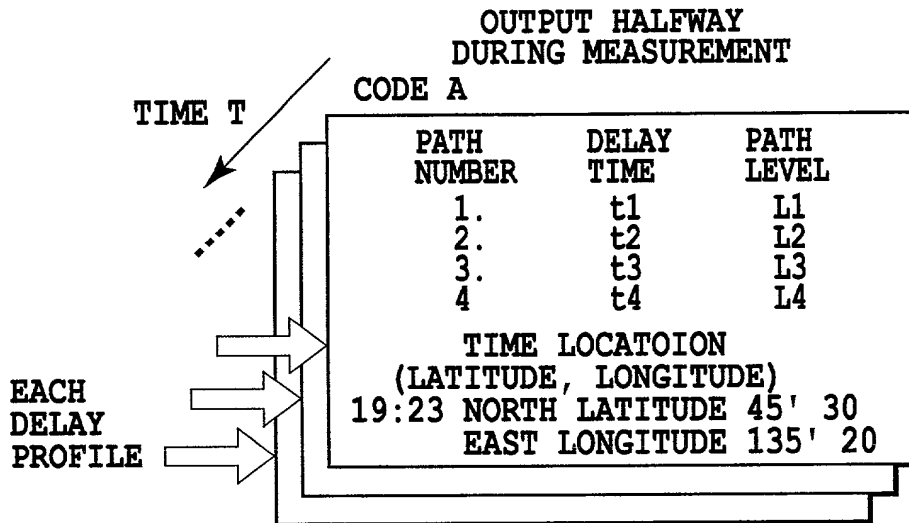 OUTPUT HALFWAY
DURING MEASUREMENT
TIME T
CODE A
PATH NUMBER DELAY TIME PATH LEVEL
1. t1 L1
2. t2 L2
3. t3 L3
4 t4 L4
TIME LOCATOION
(LATITUDE, LONGITUDE)
19:23 NORTH LATITUDE 45' 30
EAST LONGITUDE 135' 20
EACH
DELAY
PROFILE